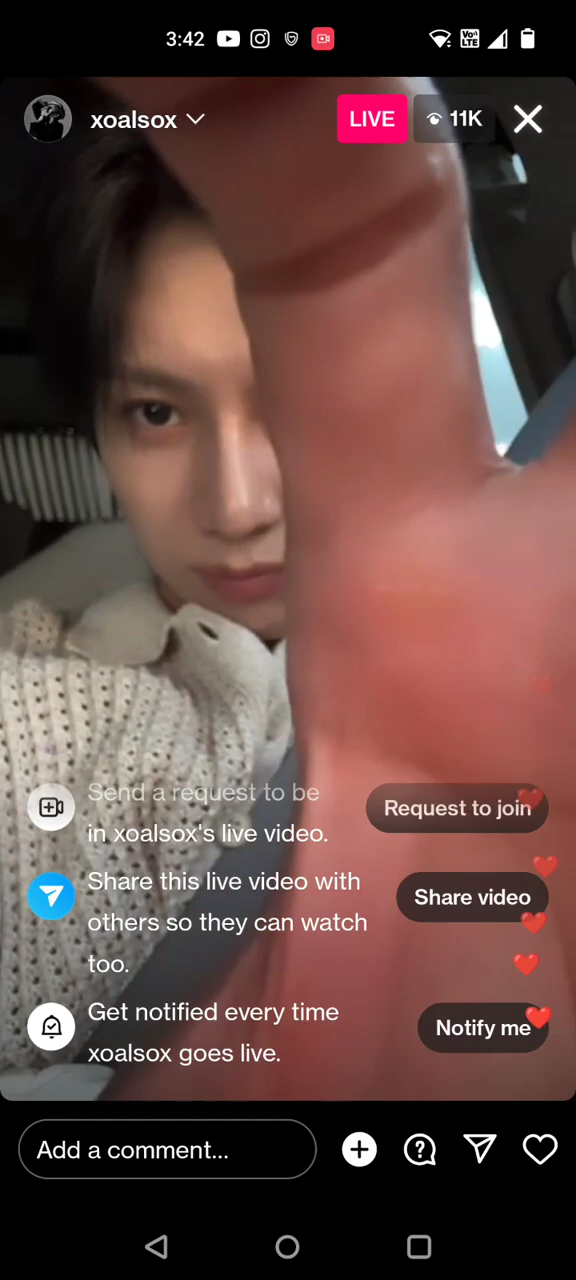 3:42
VoLTE
xoalsox
LIVE
11K
Send a request to be
in xoalsox's live video.
Request to join
Share this live video with
others so they can watch
too.
Share video
Get notified every time
xoalsox goes live.
Notify me
Add a comment...